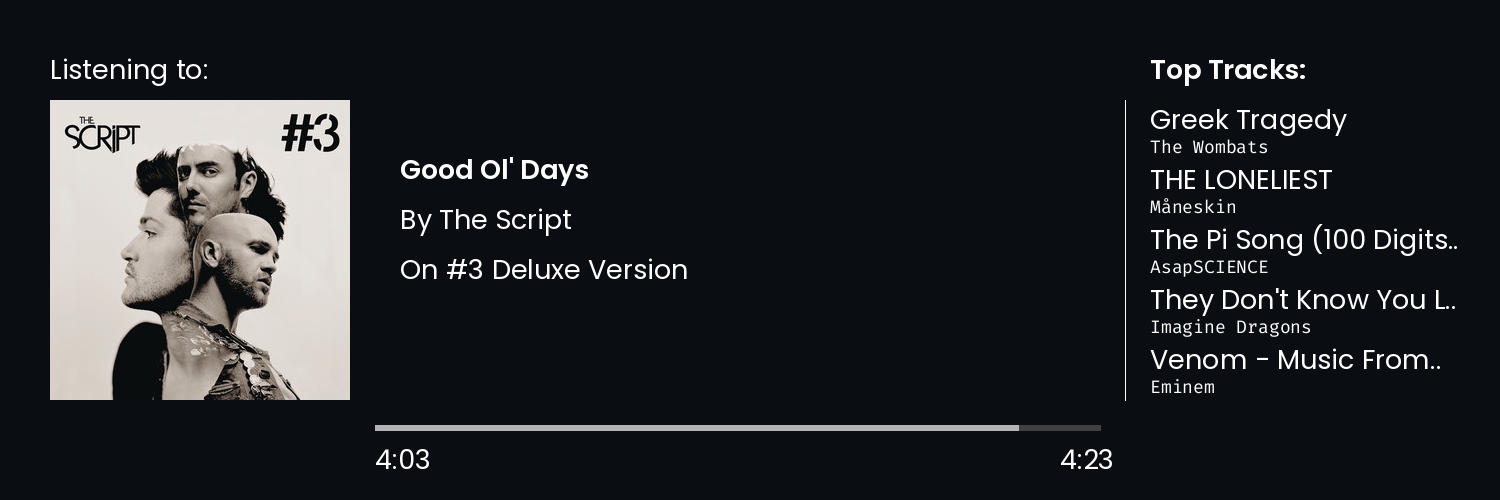 Listening to:
THE
SCRIPT
#3
Good Ol' Days
By The Script
On #3 Deluxe Version
4:03
4:23
Top Tracks:
Greek Tragedy
The Wombats
THE LONELIEST
Måneskin
The Pi Song (100 Digits..
AsapSCIENCE
They Don't Know You L..
Imagine Dragons
Venom - Music From..
Eminem